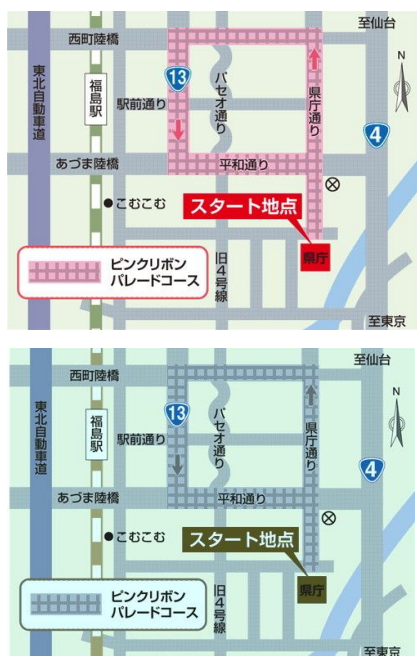 至仙台
西町陸橋
N
13
東北自動車道
福島駅
駅前通り
パセオ通り
県庁通り
4
あづま陸橋
平和通り
こむこむ
スタート地点
県庁
ピンクリボン
パレードコース
旧4号線
至東京
至仙台
西町陸橋
N
13
東北自動車道
福島駅
駅前通り
パセオ通り
県庁通り
4
あづま陸橋
平和通り
こむこむ
スタート地点
県庁
ピンクリボン
パレードコース
旧4号線
至東京